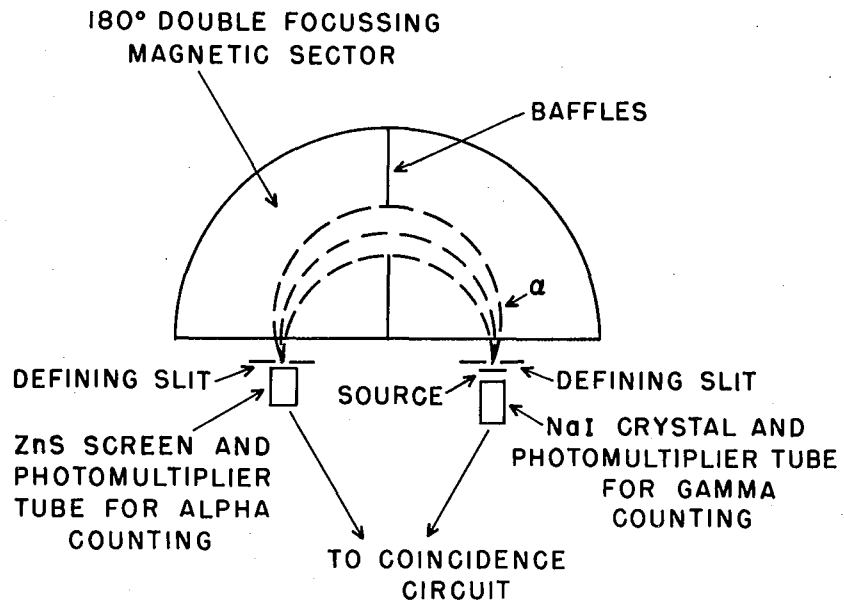 180° DOUBLE FOCUSSING
MAGNETIC SECTOR
BAFFLES
α
DEFINING SLIT
SOURCE
DEFINING SLIT
ZnS SCREEN AND
PHOTOMULTIPLIER
TUBE FOR ALPHA
COUNTING
NaI CRYSTAL AND
PHOTOMULTIPLIER TUBE
FOR GAMMA
COUNTING
TO COINCIDENCE
CIRCUIT